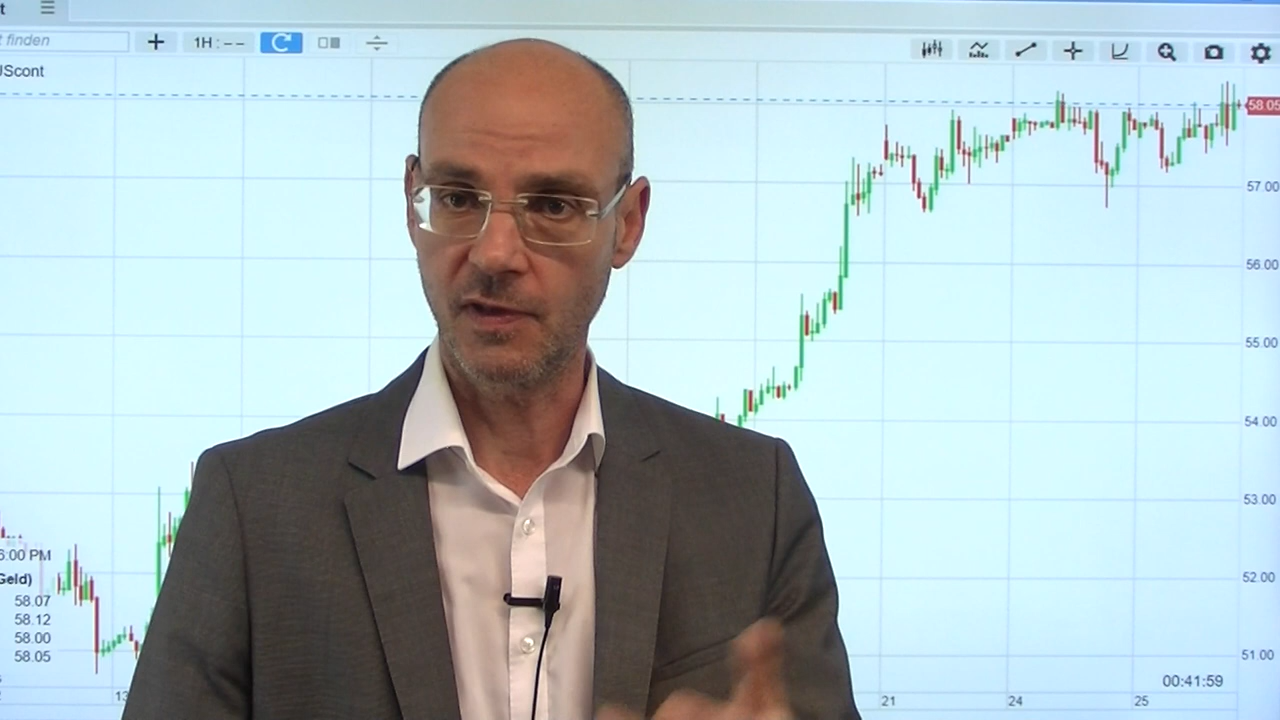 t
finden
1H : – –
UScont
58.05
57.00
56.00
55.00
54.00
53.00
52.00
51.00
6:00 PM
Geld)
58.07
58.12
58.00
58.05
00:41:59
13
21
24
25